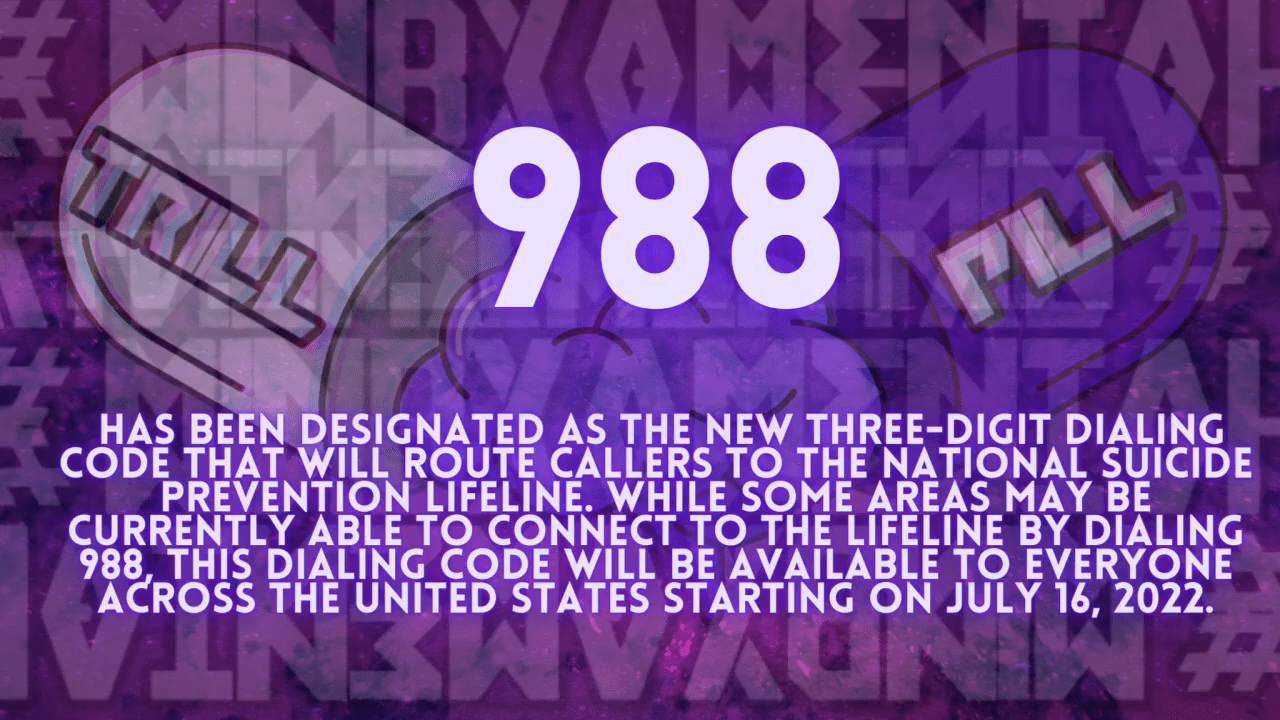 #MINDYAMENTAL
TRILL
PILL
988
#MINDYAMENTAL
HAS BEEN DESIGNATED AS THE NEW THREE-DIGIT DIALING
CODE THAT WILL ROUTE CALLERS TO THE NATIONAL SUICIDE
PREVENTION LIFELINE. WHILE SOME AREAS MAY BE
CURRENTLY ABLE TO CONNECT TO THE LIFELINE BY DIALING
988, THIS DIALING CODE WILL BE AVAILABLE TO EVERYONE
ACROSS THE UNITED STATES STARTING ON JULY 16, 2022.